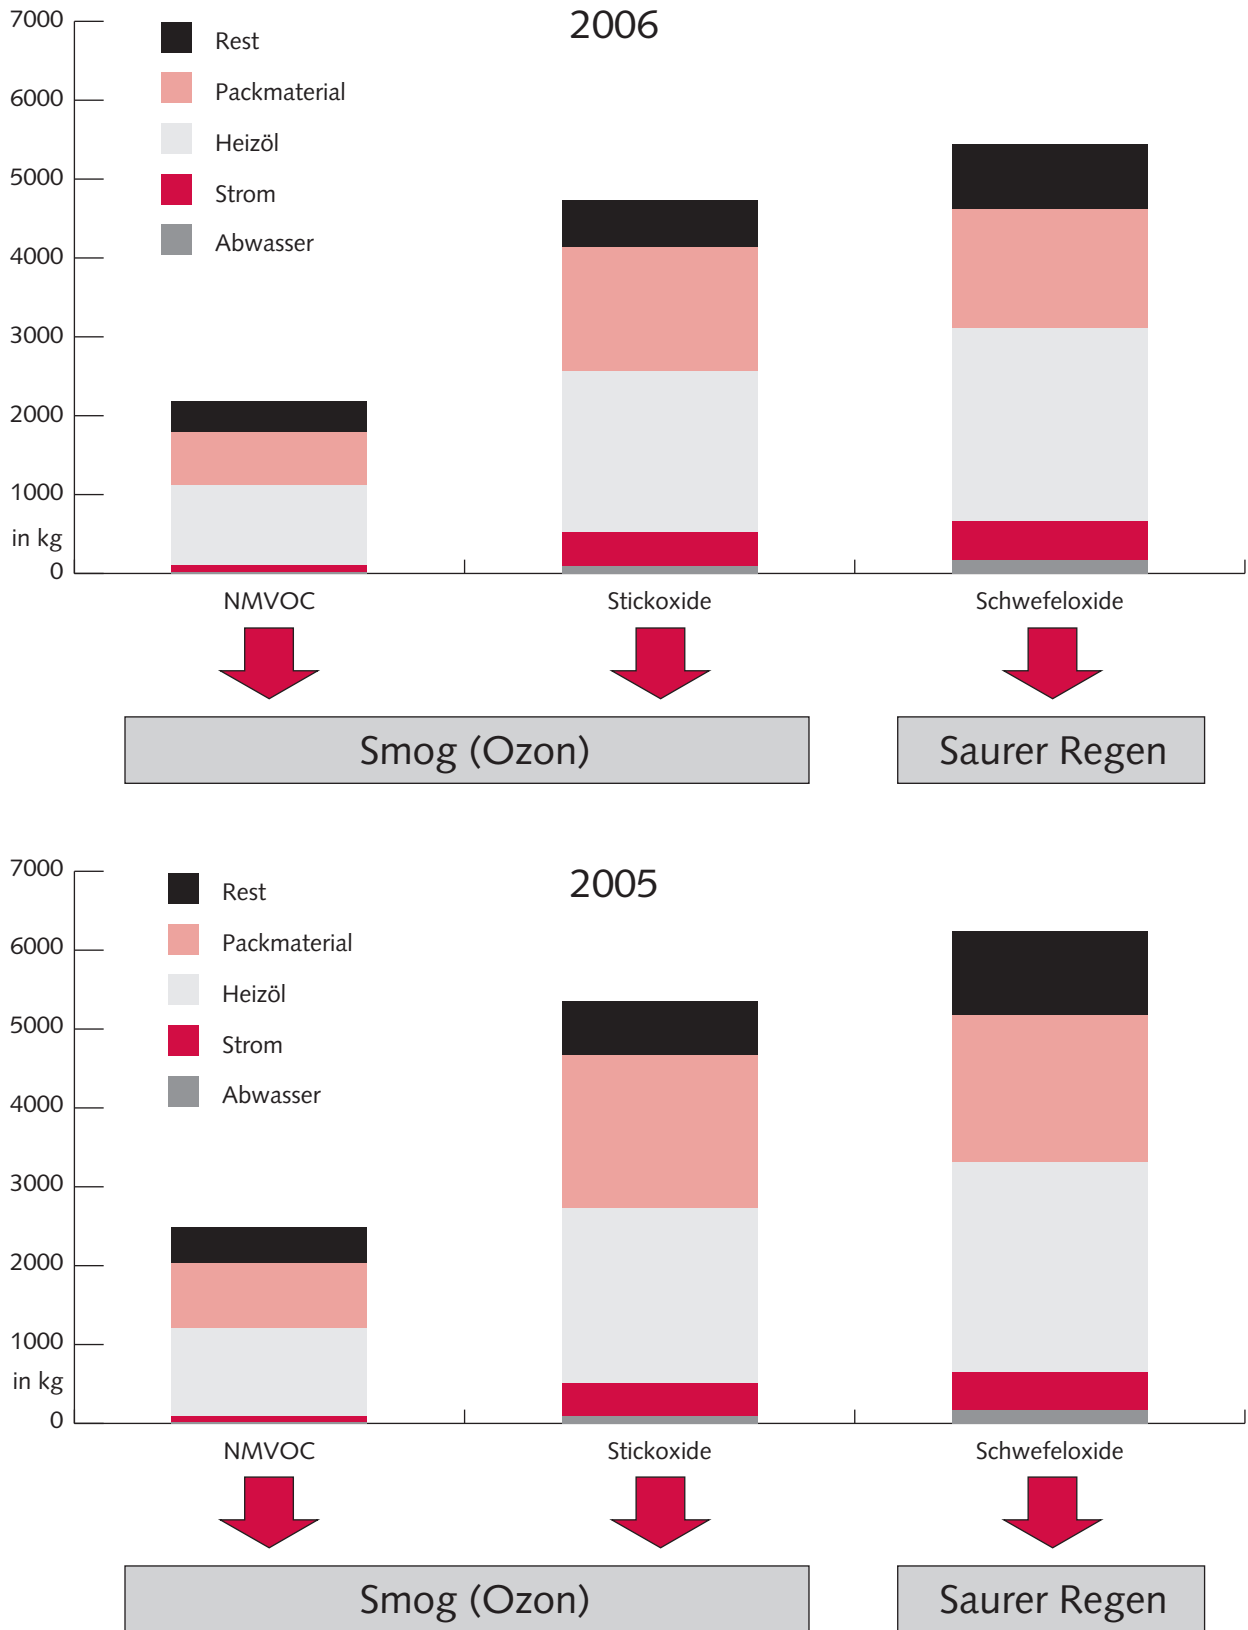 2006
7000
6000
5000
4000
3000
2000
1000
in kg
0
Rest
Packmaterial
Heizöl
Strom
Abwasser
NMVOC
Stickoxide
Schwefeloxide
Smog (Ozon)
Saurer Regen
2005
7000
6000
5000
4000
3000
2000
1000
in kg
0
Rest
Packmaterial
Heizöl
Strom
Abwasser
NMVOC
Stickoxide
Schwefeloxide
Smog (Ozon)
Saurer Regen